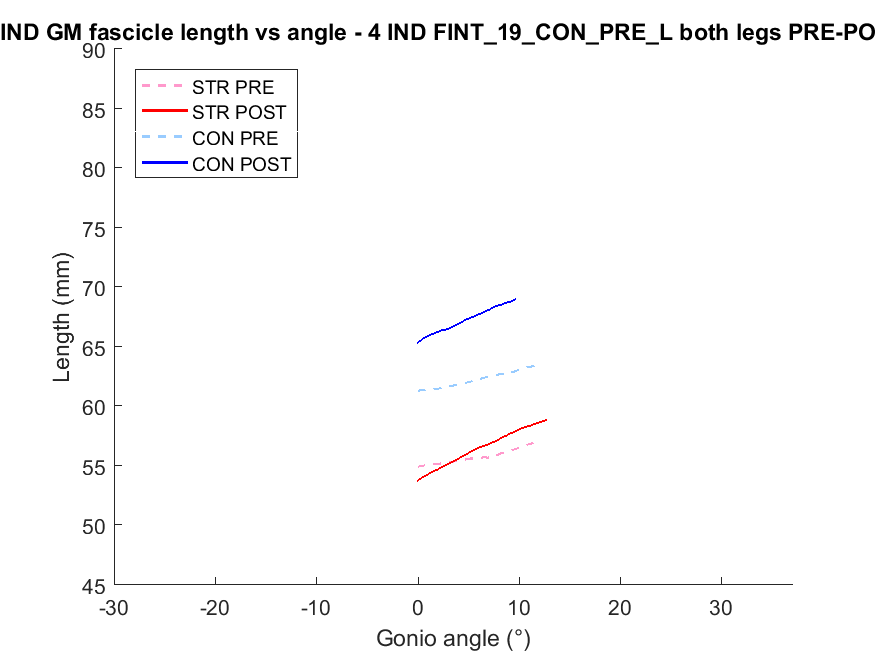 IND GM fascicle length vs angle - 4 IND FINT_19_CON_PRE_L both legs PRE-PO
90
85
80
75
70
65
60
55
50
45
Length (mm)
STR PRE
STR POST
CON PRE
CON POST
-30
-20
-10
0
10
20
30
Gonio angle (°)